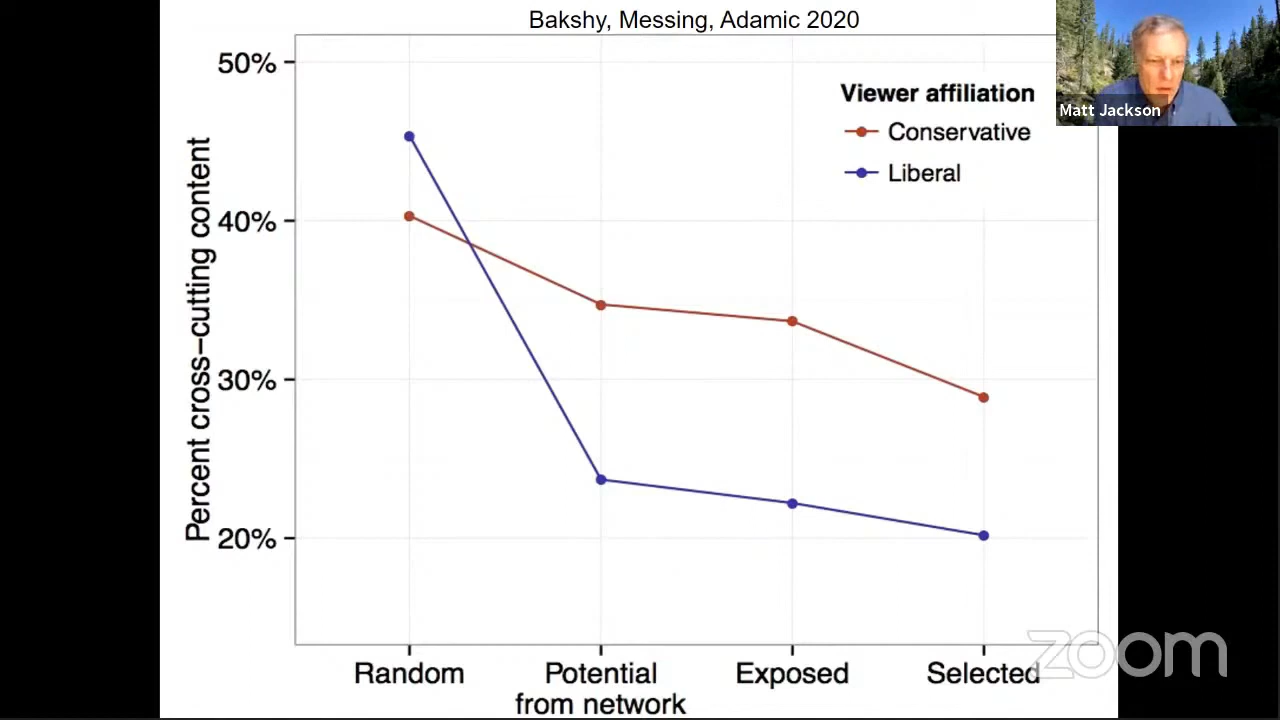 Bakshy, Messing, Adamic 2020
Matt Jackson
Viewer affiliation
Conservative
Liberal
Percent cross-cutting content
50%
40%
30%
20%
Random
Potential
from network
Exposed
Selected
zoom